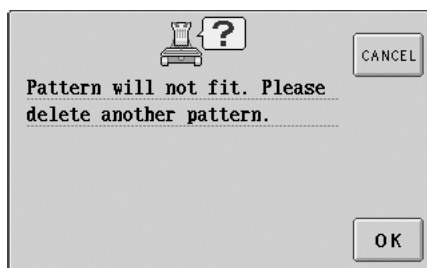 ?
CANCEL
Pattern will not fit. Please
delete another pattern.
OK